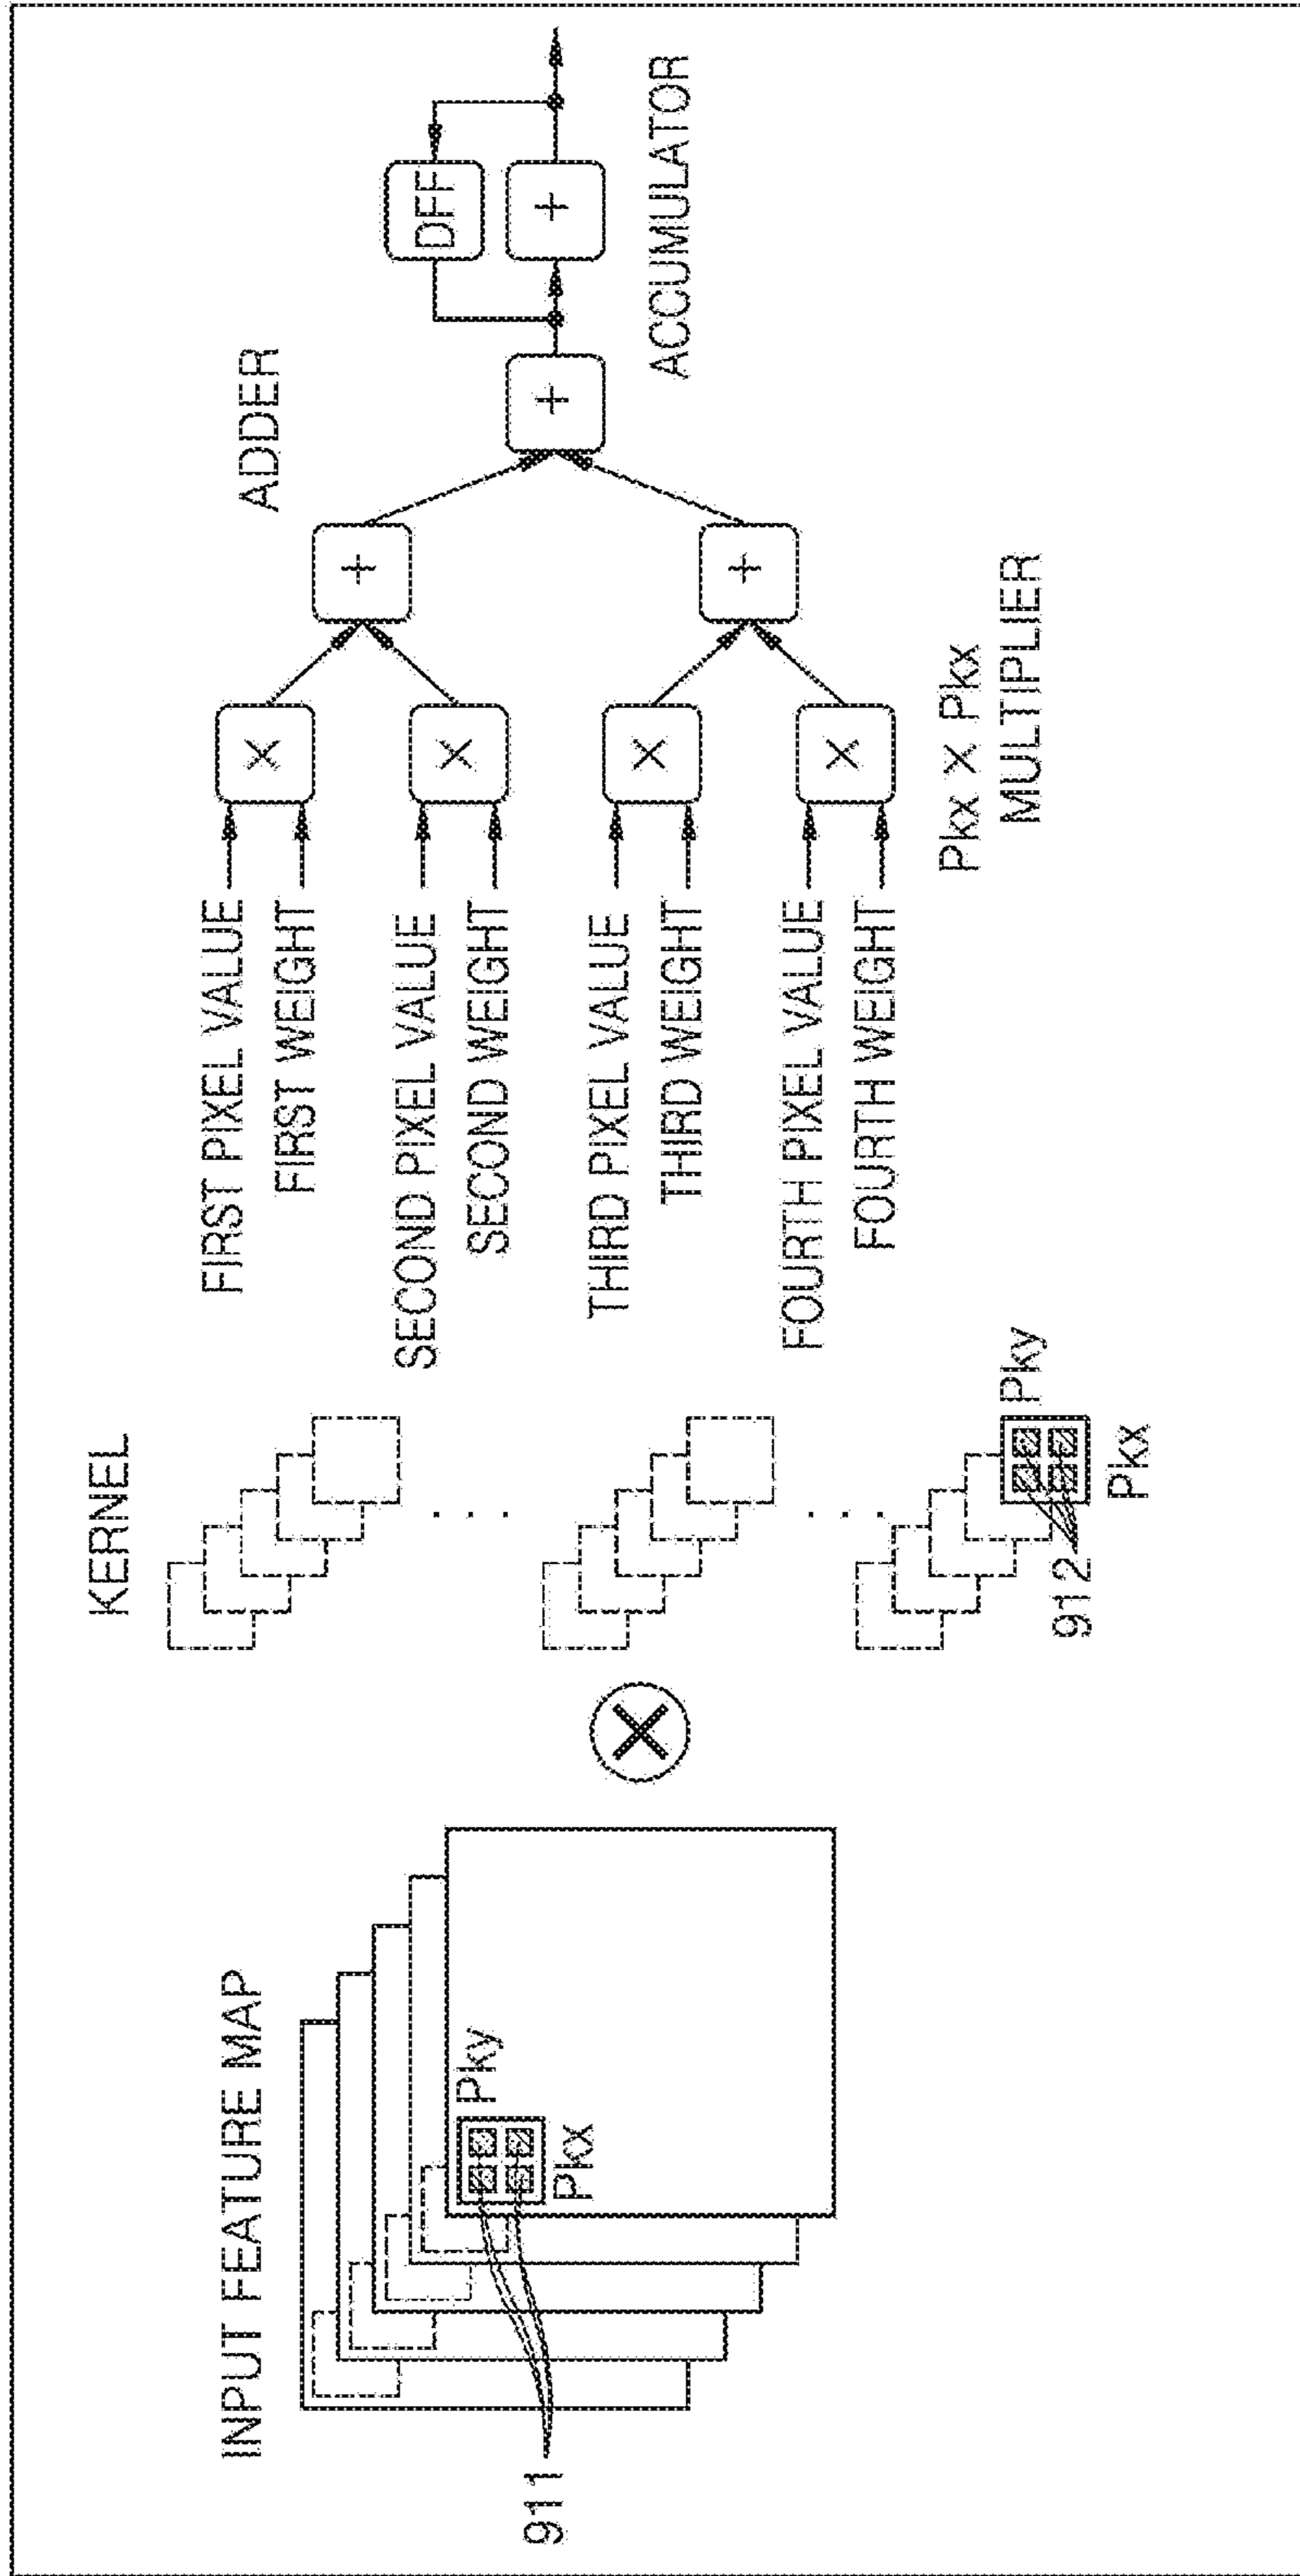 INPUT FEATURE MAP
Pky
Pkx
911
KERNEL
Pky
Pkx
912
FIRST PIXEL VALUE
FIRST WEIGHT
SECOND PIXEL VALUE
SECOND WEIGHT
THIRD PIXEL VALUE
THIRD WEIGHT
FOURTH PIXEL VALUE
FOURTH WEIGHT
×
×
×
×
Pkx × Pkx
MULTIPLIER
+
+
ADDER
+
DFF
+
ACCUMULATOR